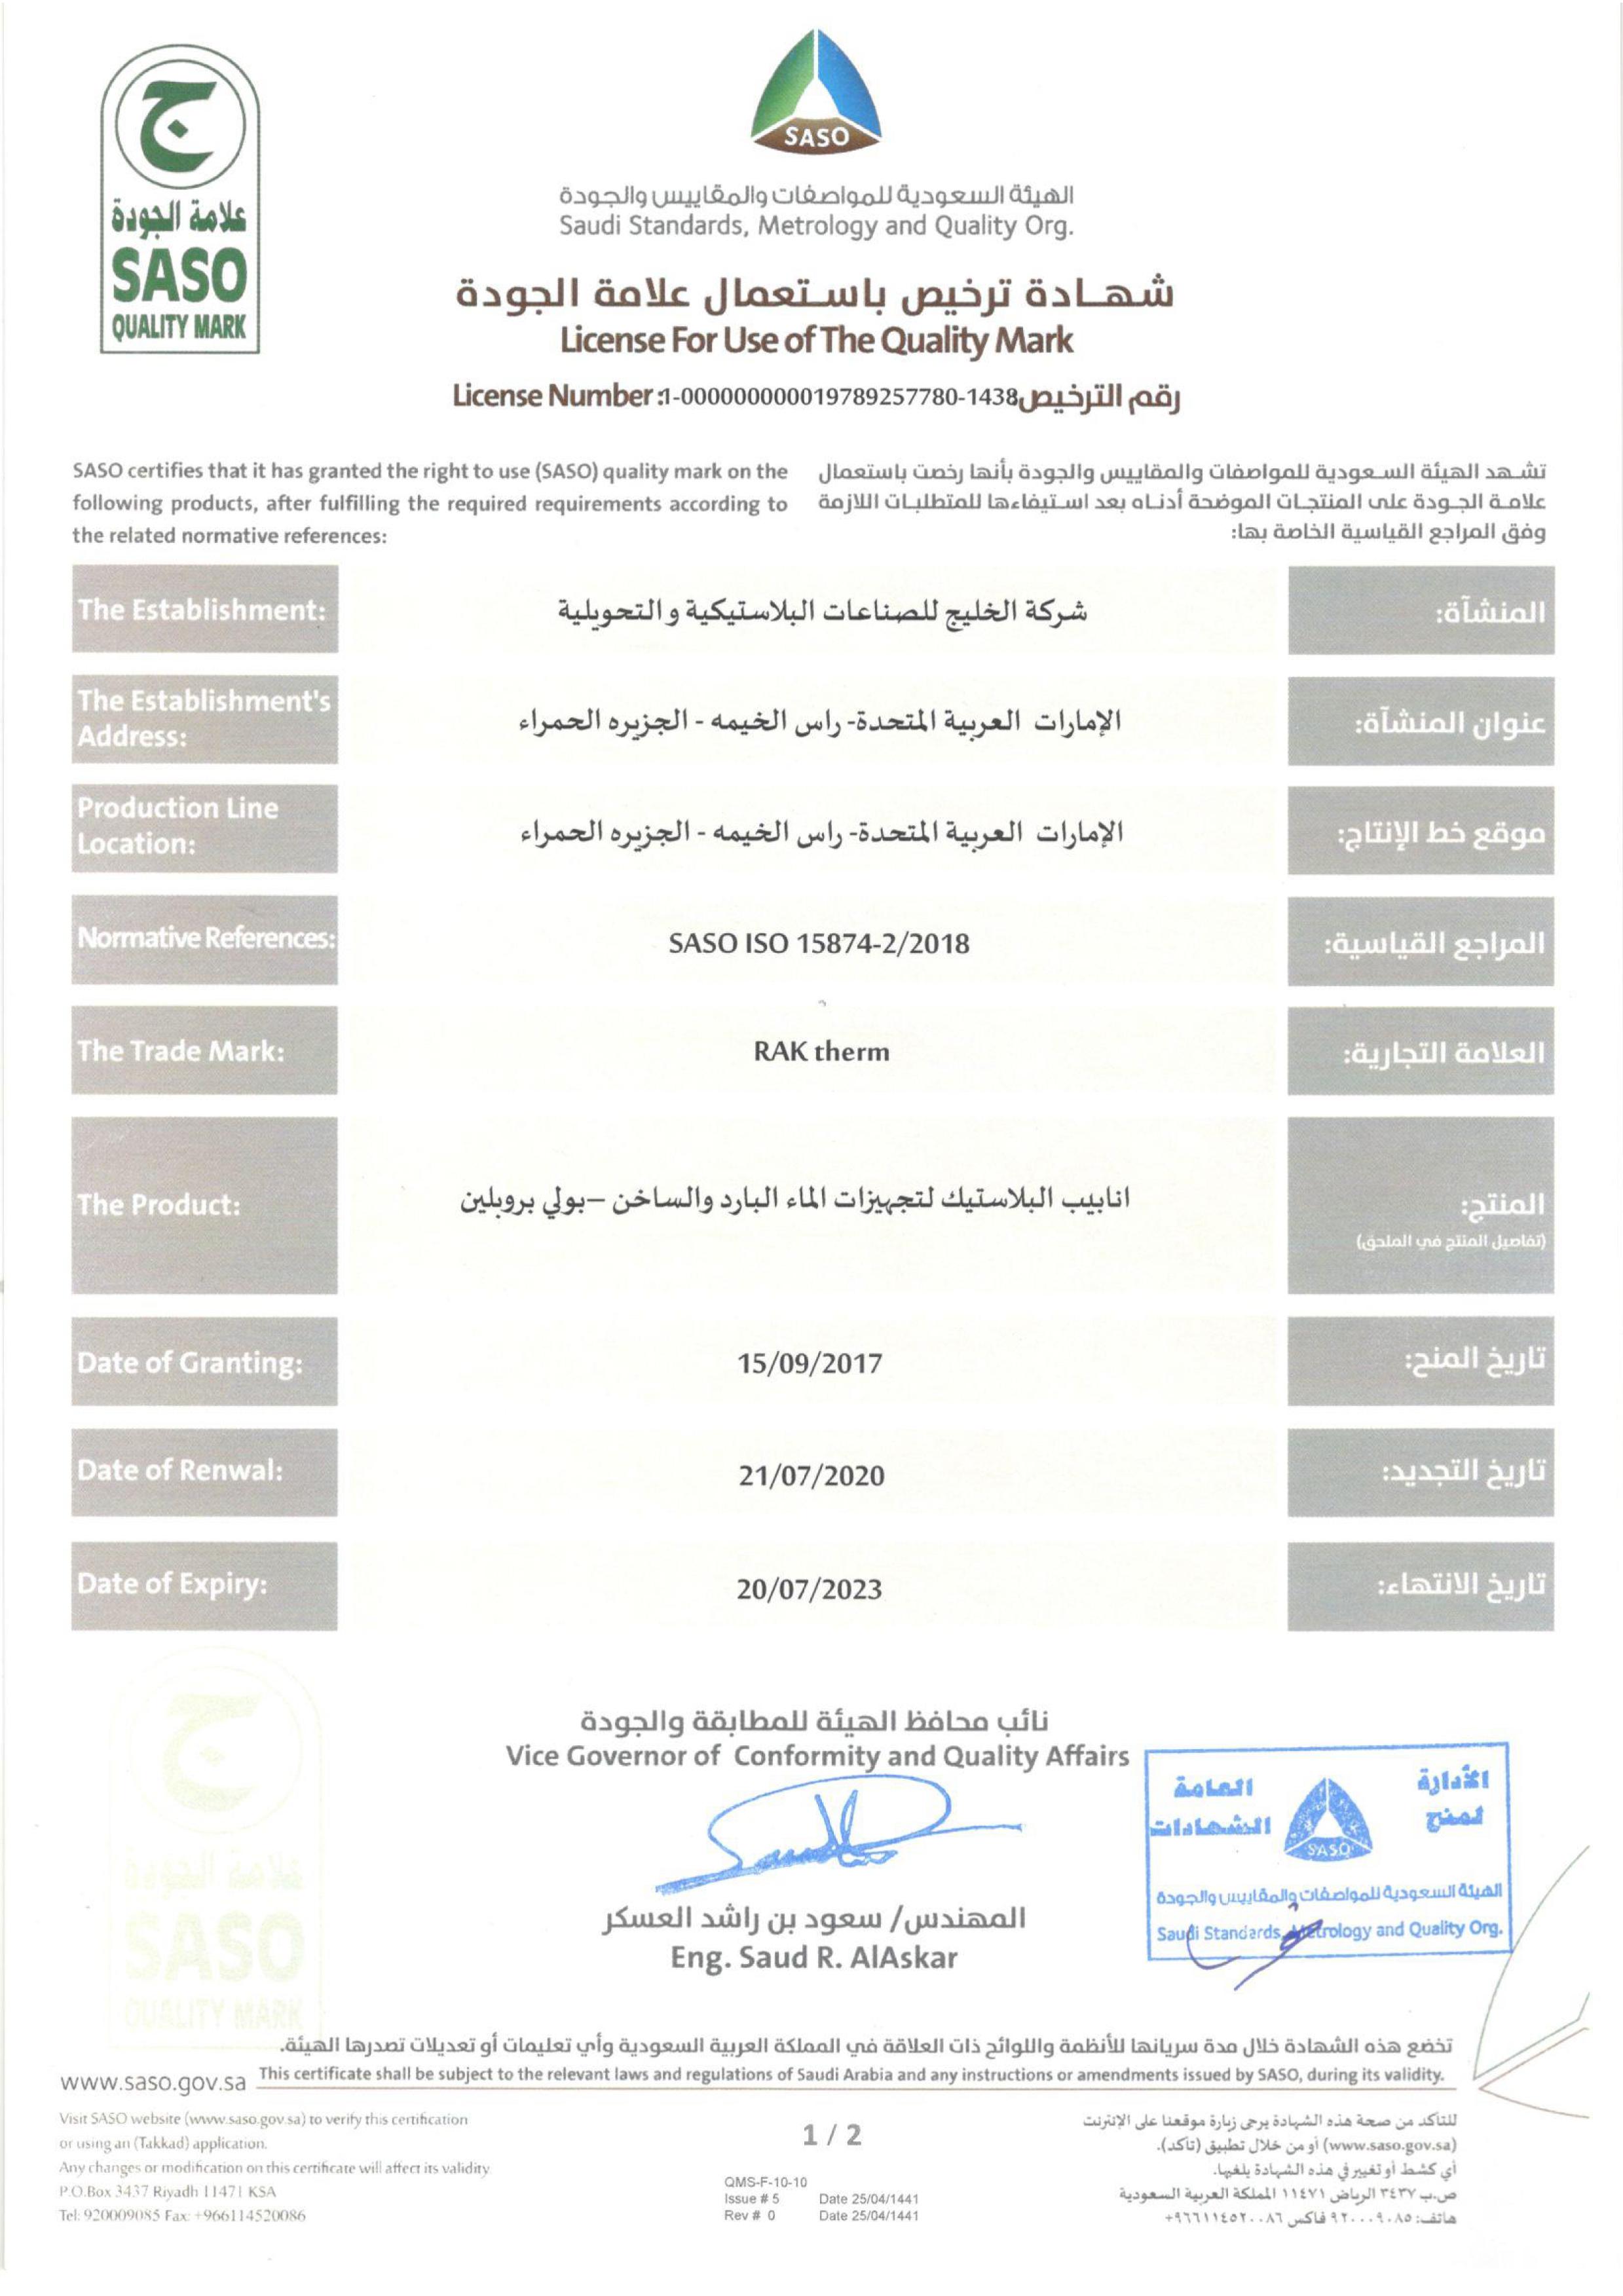 ج
علامة الجودة
SASO
QUALITY MARK
SASO
الهيئة السعودية للمواصفات والمقاييس والجودة
Saudi Standards, Metrology and Quality Org.
شهادة ترخيص باستعمال علامة الجودة
License For Use of The Quality Mark
License Number :1-000000000019789257780-1438 رقم الترخيص
SASO certifies that it has granted the right to use (SASO) quality mark on the
following products, after fulfilling the required requirements according to
the related normative references:
تشهد الهيئة السعودية للمواصفات والمقاييس والجودة بأنها رخصت باستعمال
علامة الجودة على المنتجات الموضحة أدناه بعد استيفاءها للمتطلبات اللازمة
وفق المراجع القياسية الخاصة بها:
The Establishment:
شركة الخليج للصناعات البلاستيكية و التحويلية
المنشآة:
The Establishment's
Address:
الإمارات العربية المتحدة- راس الخيمه - الجزيره الحمراء
عنوان المنشآة:
Production Line
Location:
الإمارات العربية المتحدة- راس الخيمه - الجزيره الحمراء
موقع خط الإنتاج:
Normative References:
SASO ISO 15874-2/2018
المراجع القياسية:
The Trade Mark:
RAK therm
العلامة التجارية:
The Product:
انابيب البلاستيك لتجهيزات الماء البارد والساخن –بولي بروبلين
المنتج:
(تفاصيل المنتج في الملحق)
Date of Granting:
15/09/2017
تاريخ المنح:
Date of Renwal:
21/07/2020
تاريخ التجديد:
Date of Expiry:
20/07/2023
تاريخ الانتهاء:
ج
علامة الجودة
SASO
QUALITY MARK
نائب محافظ الهيئة للمطابقة والجودة
Vice Governor of Conformity and Quality Affairs
المهندس/ سعود بن راشد العسكر
Eng. Saud R. AlAskar
الأدارة العامة
لمنح الشهادات
SASO
الهيئة السعودية للمواصفات والمقاييس والجودة
Saudi Standards, Metrology and Quality Org.
تخضع هذه الشهادة خلال مدة سريانها للأنظمة واللوائح ذات العلاقة في المملكة العربية السعودية وأي تعليمات أو تعديلات تصدرها الهيئة.
www.saso.gov.sa
This certificate shall be subject to the relevant laws and regulations of Saudi Arabia and any instructions or amendments issued by SASO, during its validity.
Visit SASO website (www.saso.gov.sa) to verify this certification
or using an (Takkad) application.
Any changes or modification on this certificate will affect its validity.
P.O.Box 3437 Riyadh 11471 KSA
Tel: 920009085 Fax: +966114520086
1 / 2
QMS-F-10-10
Issue # 5 Date 25/04/1441
Rev # 0 Date 25/04/1441
للتأكد من صحة هذه الشهادة يرجى زيارة موقعنا على الإنترنت
(www.saso.gov.sa) أو من خلال تطبيق (تأكد).
أي كشط أو تغيير في هذه الشهادة يلغيها.
ص.ب ٣٤٣٧ الرياض ١١٤٧١ المملكة العربية السعودية
هاتف: ٩٢٠٠٠٩٠٨٥ فاكس ٩٦٦١١٤٥٢٠٠٨٦+